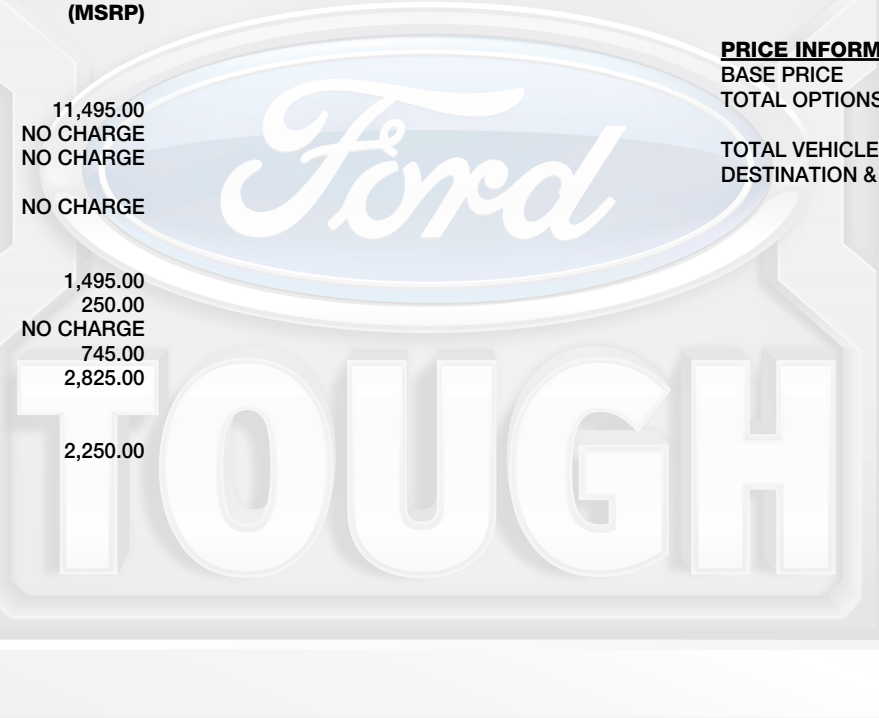 (MSRP)
11,495.00
NO CHARGE
NO CHARGE
NO CHARGE
1,495.00
250.00
NO CHARGE
745.00
2,825.00
2,250.00
PRICE INFORM
BASE PRICE
TOTAL OPTIONS
TOTAL VEHICLE
DESTINATION &
Ford
TOUGH